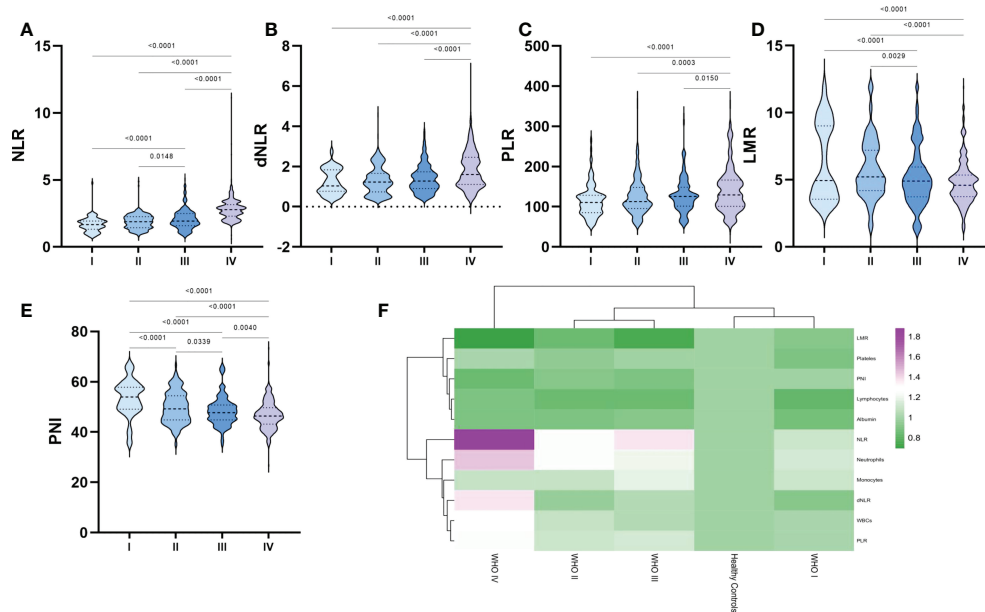 A
<0.0001
<0.0001
<0.0001
<0.0001
0.0148
NLR
15
10
5
0
I II III IV
B
<0.0001
<0.0001
<0.0001
dNLR
8
6
4
2
0
-2
I II III IV
C
<0.0001
0.0003
0.0150
PLR
500
400
300
200
100
0
I II III IV
D
<0.0001
<0.0001
<0.0001
0.0029
LMR
15
10
5
0
I II III IV
E
<0.0001
<0.0001
<0.0001
<0.0001
0.0339
0.0040
PNI
80
60
40
20
0
I II III IV
F
LMR
Plateles
PNI
Lymphocytes
Albumin
NLR
Neutrophils
Monocytes
dNLR
WBCs
PLR
WHO IV
WHO II
WHO III
Healthy Controls
WHO I
1.8
1.6
1.4
1.2
1
0.8